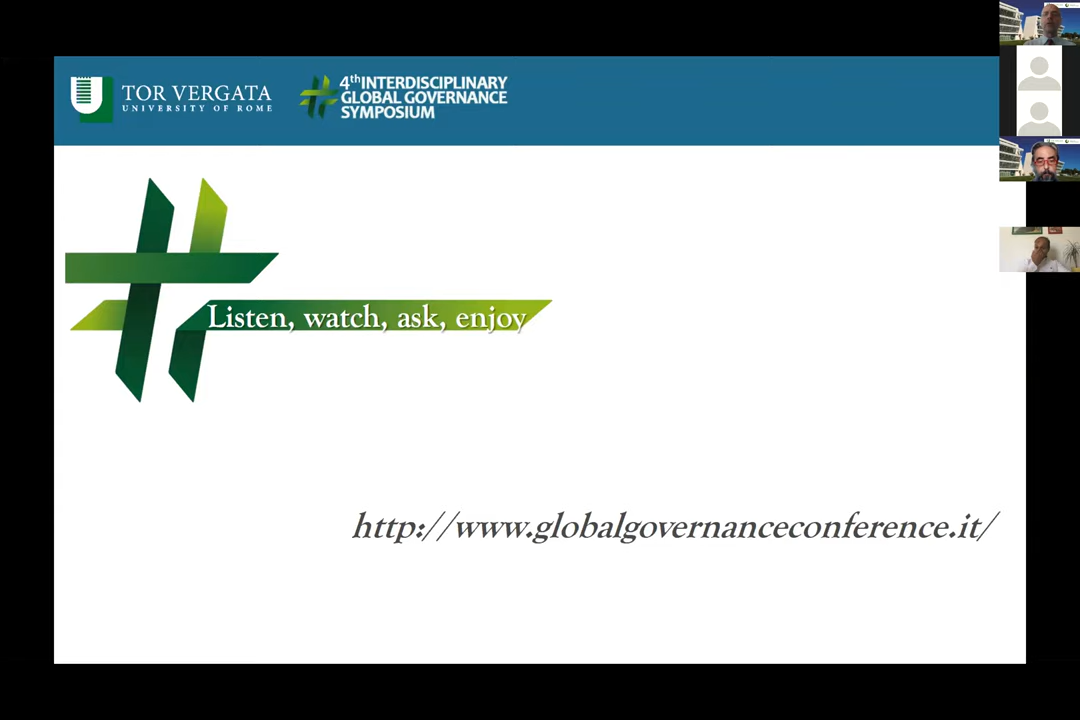 TOR VERGATA
UNIVERSITY OF ROME
4th INTERDISCIPLINARY
GLOBAL GOVERNANCE
SYMPOSIUM
Listen, watch, ask, enjoy
http://www.globalgovernanceconference.it/